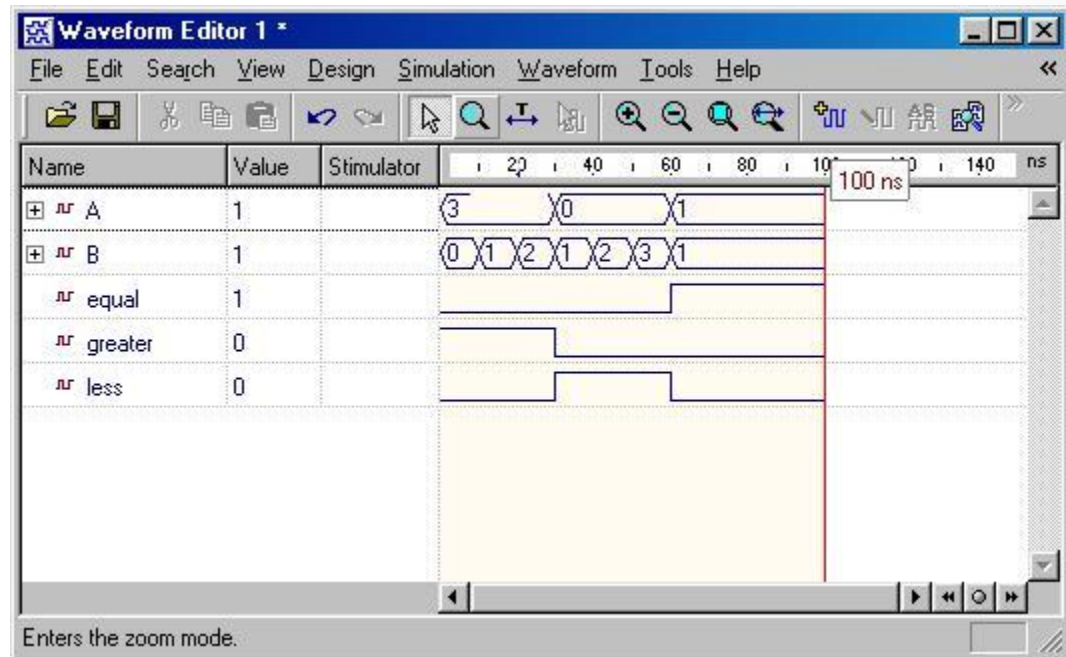 Waveform Editor 1 *
File Edit Search View Design Simulation Waveform Tools Help
Name Value Stimulator 20 40 60 80 140 ns
100 ns
A 1 3 0 1
B 1 0 1 2 1 2 3 1
equal 1
greater 0
less 0
Enters the zoom mode.